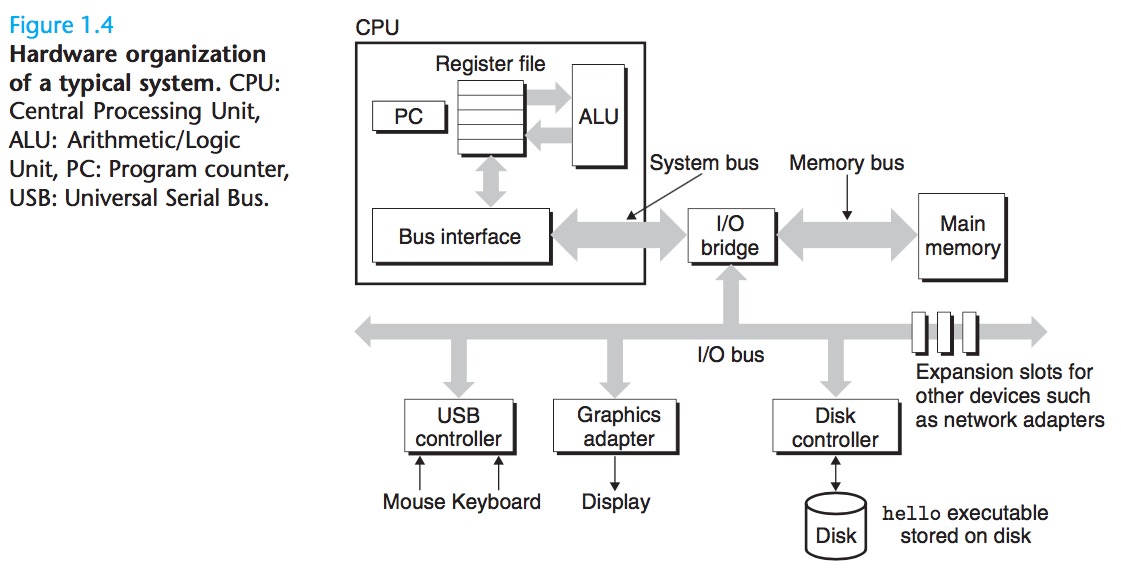 Figure 1.4
Hardware organization
of a typical system. CPU:
Central Processing Unit,
ALU: Arithmetic/Logic
Unit, PC: Program counter,
USB: Universal Serial Bus.
CPU
Register file
PC
ALU
System bus
Memory bus
Bus interface
I/O
bridge
Main
memory
I/O bus
Expansion slots for
other devices such
as network adapters
USB
controller
Graphics
adapter
Disk
controller
Mouse Keyboard
Display
Disk
hello executable
stored on disk